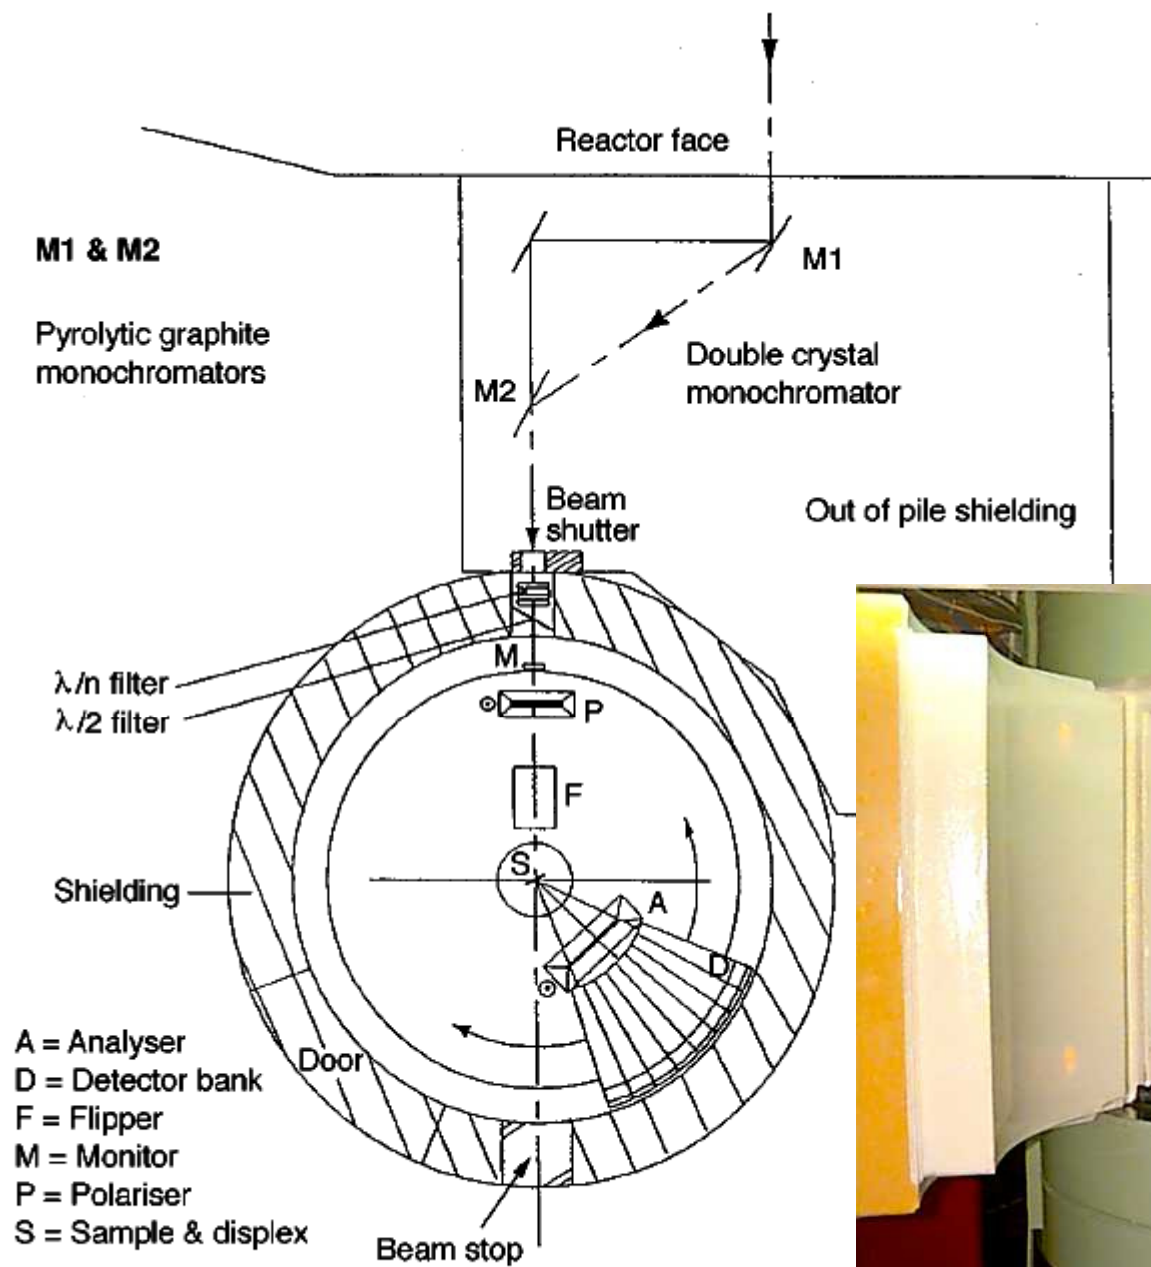 Reactor face
M1 & M2
M1
Pyrolytic graphite
monochromators
Double crystal
monochromator
M2
Beam
shutter
Out of pile shielding
M
λ/n filter
λ/2 filter
P
F
S
Shielding
A
D
Door
A = Analyser
D = Detector bank
F = Flipper
M = Monitor
P = Polariser
S = Sample & displex
Beam stop